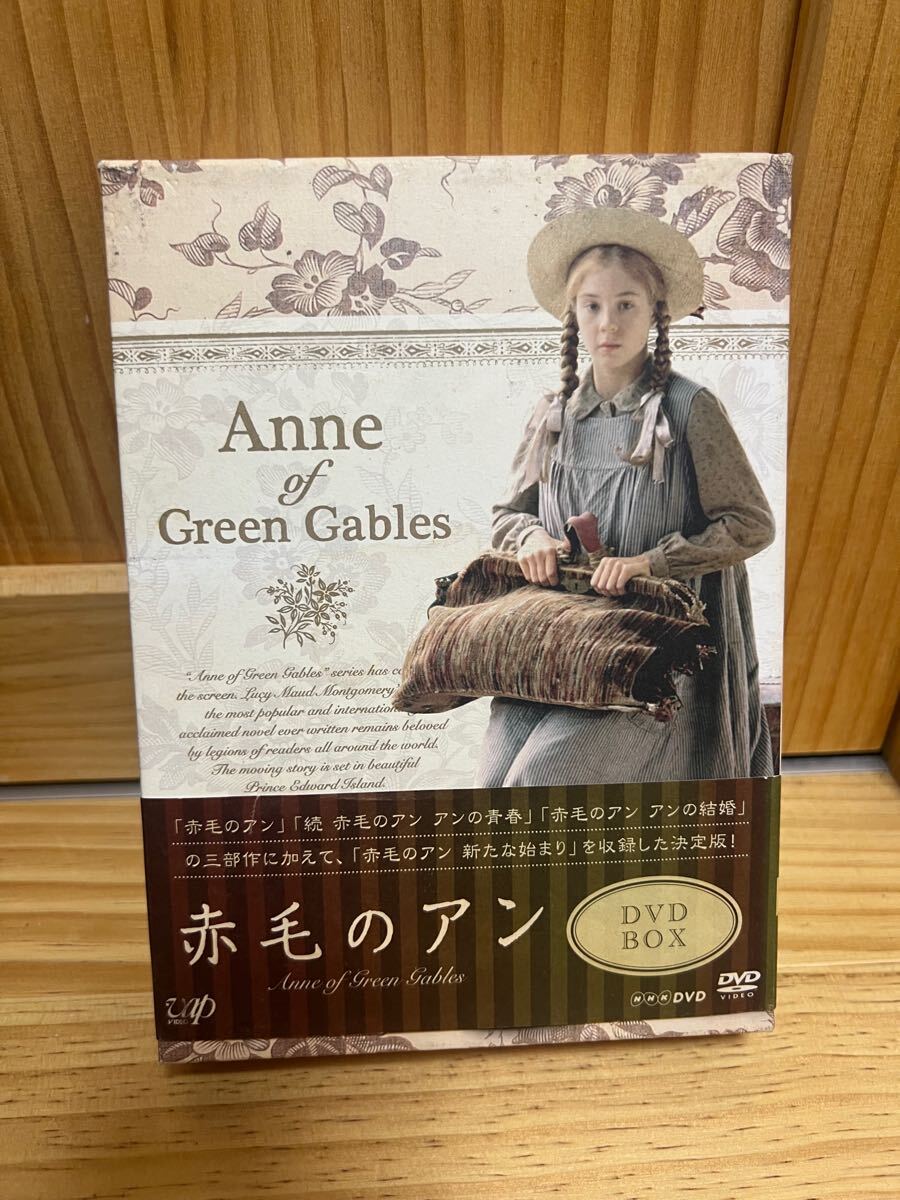 Anne
of
Green Gables
"Anne of Green Gables" series has
the screen. Lucy Maud Montgomery
the most popular and
acclaimed novel ever written remains beloved
by legions of readers all around the world.
The moving story is set in beautiful
Prince Edward Island.
「赤毛のアン」「続 赤毛のアン アンの青春」「赤毛のアン アンの結婚」
の三部作に加えて、「赤毛のアン 新たな始まり」を収録した決定版!
赤毛のアン
Anne of Green Gables
DVD
BOX
vap
VIDEO
NHK DVD
DVD
VIDEO